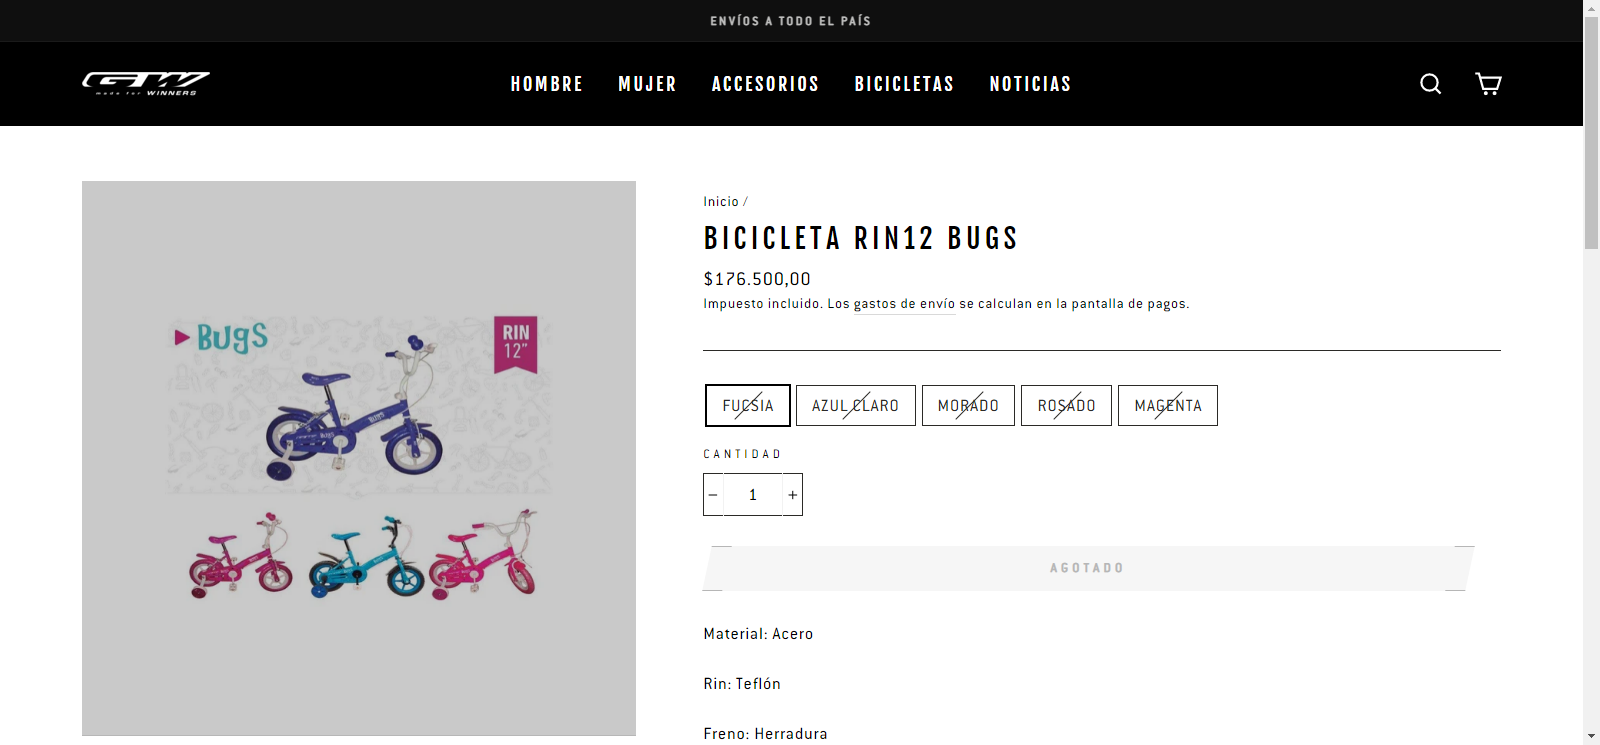 ENVÍOS A TODO EL PAÍS
GW
made for WINNERS
HOMBRE
MUJER
ACCESORIOS
BICICLETAS
NOTICIAS
Bugs
RIN
12"
Bugs
Inicio /
BICICLETA RIN12 BUGS
$176.500,00
Impuesto incluido. Los gastos de envío se calculan en la pantalla de pagos.
FUCSIA
AZUL CLARO
MORADO
ROSADO
MAGENTA
CANTIDAD
− 1 +
AGOTADO
Material: Acero
Rin: Teflón
Freno: Herradura